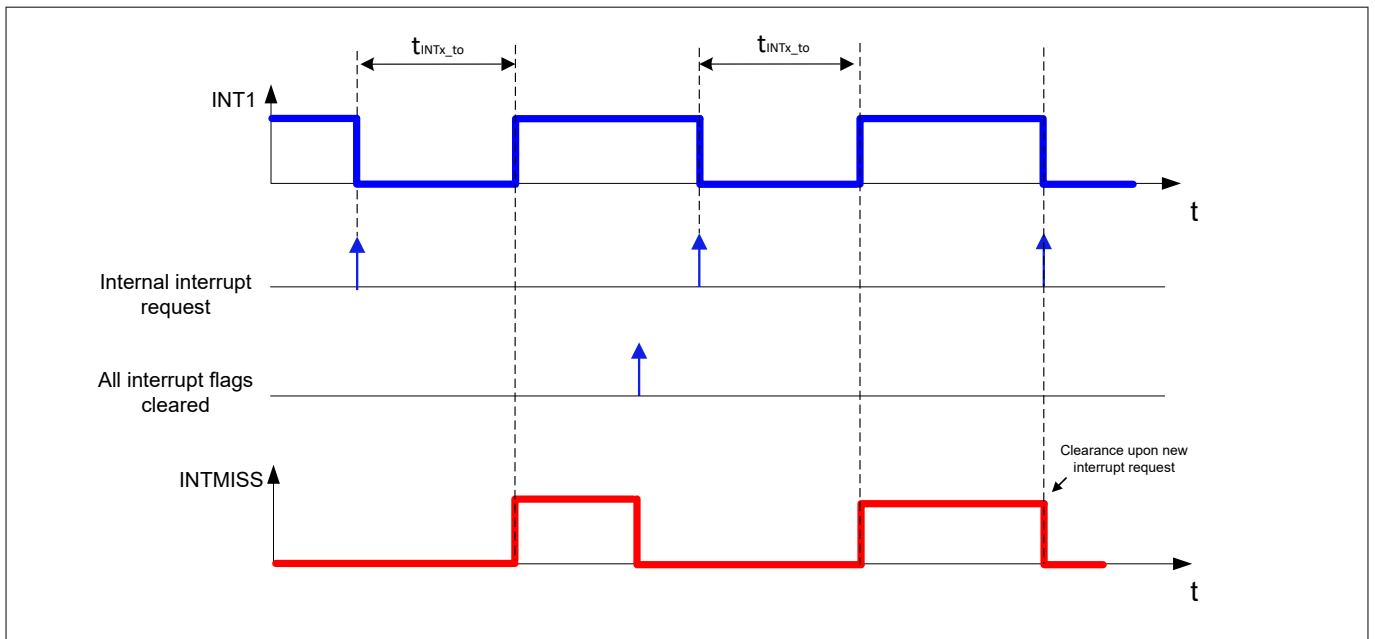 tINTx_to
tINTx_to
INT1
t
Internal interrupt
request
All interrupt flags
cleared
Clearance upon new
interrupt request
INTMISS
t